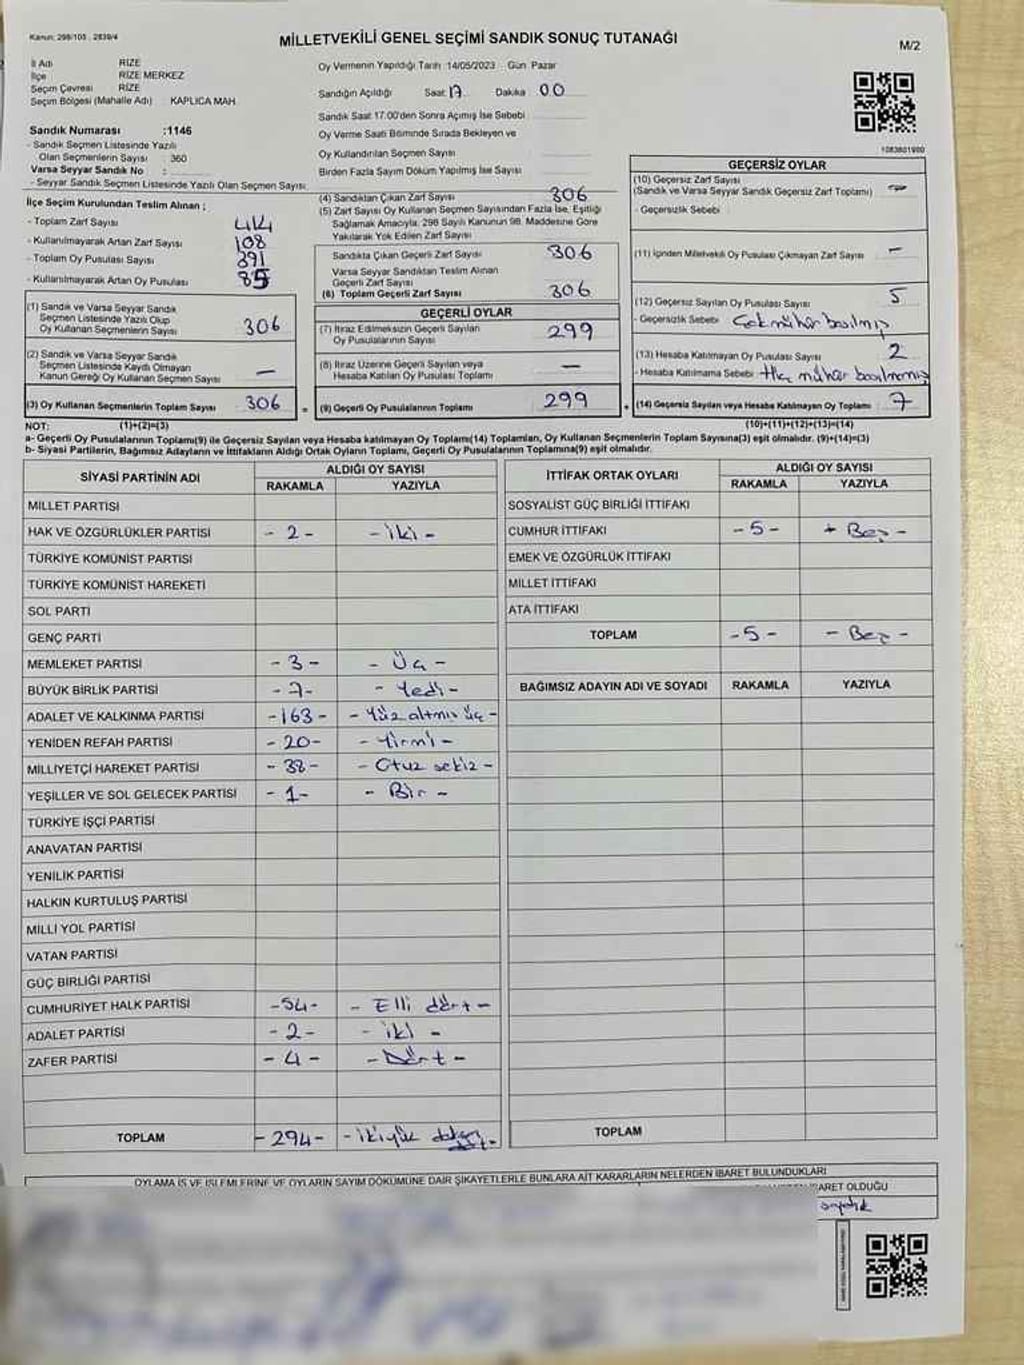 Kanun: 298/105 ; 2839/4
MİLLETVEKİLİ GENEL SEÇİMİ SANDIK SONUÇ TUTANAĞI
M/2
İl Adı RİZE
İlçe RİZE MERKEZ
Seçim Çevresi RİZE
Seçim Bölgesi (Mahalle Adı) : KAPLICA MAH.
Sandık Numarası :1146
- Sandık Seçmen Listesinde Yazılı
Olan Seçmenlerin Sayısı : 360
Varsa Seyyar Sandık No :
- Seyyar Sandık Seçmen Listesinde Yazılı Olan Seçmen Sayısı
İlçe Seçim Kurulundan Teslim Alınan ;
- Toplam Zarf Sayısı 414
- Kullanılmayarak Artan Zarf Sayısı 108
- Toplam Oy Pusulası Sayısı 391
- Kullanılmayarak Artan Oy Pusulası 85
(1) Sandık ve Varsa Seyyar Sandık
Seçmen Listesinde Yazılı Olup
Oy Kullanan Seçmenlerin Sayısı 306
(2) Sandık ve Varsa Seyyar Sandık
Seçmen Listesinde Kaydı Olmayan
Kanun Gereği Oy Kullanan Seçmen Sayısı —
(3) Oy Kullanan Seçmenlerin Toplam Sayısı 306 =
Oy Vermenin Yapıldığı Tarih :14/05/2023 Gün :Pazar
Sandığın Açıldığı Saat: 17 Dakika: 00
Sandık Saat 17.00'den Sonra Açımış İse Sebebi
Oy Verme Saati Bitiminde Sırada Bekleyen ve
Oy Kullandırılan Seçmen Sayısı
Birden Fazla Sayım Döküm Yapılmış İse Sayısı
(4) Sandıktan Çıkan Zarf Sayısı 306
(5) Zarf Sayısı Oy Kullanan Seçmen Sayısından Fazla İse, Eşitliği
Sağlamak Amacıyla, 298 Sayılı Kanunun 98. Maddesine Göre
Yakılarak Yok Edilen Zarf Sayısı
Sandıkta Çıkan Geçerli Zarf Sayısı 306
Varsa Seyyar Sandıktan Teslim Alınan
Geçerli Zarf Sayısı
(6) Toplam Geçerli Zarf Sayısı 306
GEÇERLİ OYLAR
(7) İtiraz Edilmeksizin Geçerli Sayılan
Oy Pusulalarının Sayısı 299
(8) İtiraz Üzerine Geçerli Sayılan veya
Hesaba Katılan Oy Pusulası Toplamı —
(9) Geçerli Oy Pusulalarının Toplamı 299 +
1083801900
GEÇERSİZ OYLAR
(10) Geçersiz Zarf Sayısı
(Sandık ve Varsa Seyyar Sandık Geçersiz Zarf Toplamı) —
- Geçersizlik Sebebi
(11) İçinden Milletvekili Oy Pusulası Çıkmayan Zarf Sayısı —
(12) Geçersiz Sayılan Oy Pusulası Sayısı 5
- Geçersizlik Sebebi Çok mühür basılmış
(13) Hesaba Katılmayan Oy Pusulası Sayısı 2
- Hesaba Katılmama Sebebi Hiç mühür basılmamış
(14) Geçersiz Sayılan veya Hesaba Katılmayan Oy Toplamı 7
NOT: (1)+(2)=(3) (10)+(11)+(12)+(13)=(14)
a- Geçerli Oy Pusulalarının Toplamı(9) ile Geçersiz Sayılan veya Hesaba katılmayan Oy Toplamı(14) Toplamları, Oy Kullanan Seçmenlerin Toplam Sayısına(3) eşit olmalıdır. (9)+(14)=(3)
b- Siyasi Partilerin, Bağımsız Adayların ve İttifakların Aldığı Ortak Oyların Toplamı, Geçerli Oy Pusulalarının Toplamına(9) eşit olmalıdır.
SİYASİ PARTİNİN ADI ALDIĞI OY SAYISI
RAKAMLA YAZIYLA
MİLLET PARTİSİ
HAK VE ÖZGÜRLÜKLER PARTİSİ - 2 - - iki -
TÜRKİYE KOMÜNİST PARTİSİ
TÜRKİYE KOMÜNİST HAREKETİ
SOL PARTİ
GENÇ PARTİ
MEMLEKET PARTİSİ - 3 - - Üç -
BÜYÜK BİRLİK PARTİSİ - 7 - - Yedi -
ADALET VE KALKINMA PARTİSİ -163- - Yüz altmış üç -
YENİDEN REFAH PARTİSİ - 20 - - Yirmi -
MİLLİYETÇİ HAREKET PARTİSİ - 38 - - Otuz sekiz -
YEŞİLLER VE SOL GELECEK PARTİSİ - 1 - - Bir -
TÜRKİYE İŞÇİ PARTİSİ
ANAVATAN PARTİSİ
YENİLİK PARTİSİ
HALKIN KURTULUŞ PARTİSİ
MİLLİ YOL PARTİSİ
VATAN PARTİSİ
GÜÇ BİRLİĞİ PARTİSİ
CUMHURİYET HALK PARTİSİ -54- - Elli dört -
ADALET PARTİSİ - 2 - - iki -
ZAFER PARTİSİ - 4 - - Dört -
TOPLAM - 294 - - ikiyüz
İTTİFAK ORTAK OYLARI ALDIĞI OY SAYISI
RAKAMLA YAZIYLA
SOSYALİST GÜÇ BİRLİĞİ İTTİFAKI
CUMHUR İTTİFAKI - 5 - - Beş -
EMEK VE ÖZGÜRLÜK İTTİFAKI
MİLLET İTTİFAKI
ATA İTTİFAKI
TOPLAM - 5 - - Beş -
BAĞIMSIZ ADAYIN ADI VE SOYADI RAKAMLA YAZIYLA
TOPLAM
OYLAMA İŞ VE İŞLEMLERİNE VE OYLARIN SAYIM DÖKÜMÜNE DAİR ŞİKAYETLERLE BUNLARA AİT KARARLARIN NELERDEN İBARET BULUNDUKLARI
BARET OLDUĞU